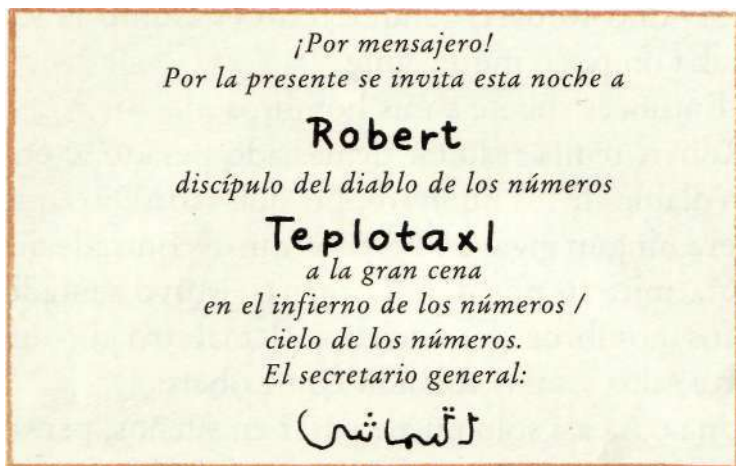 ¡Por mensajero!
Por la presente se invita esta noche a
Robert
discípulo del diablo de los números
Teplotaxl
a la gran cena
en el infierno de los números /
cielo de los números.
El secretario general: